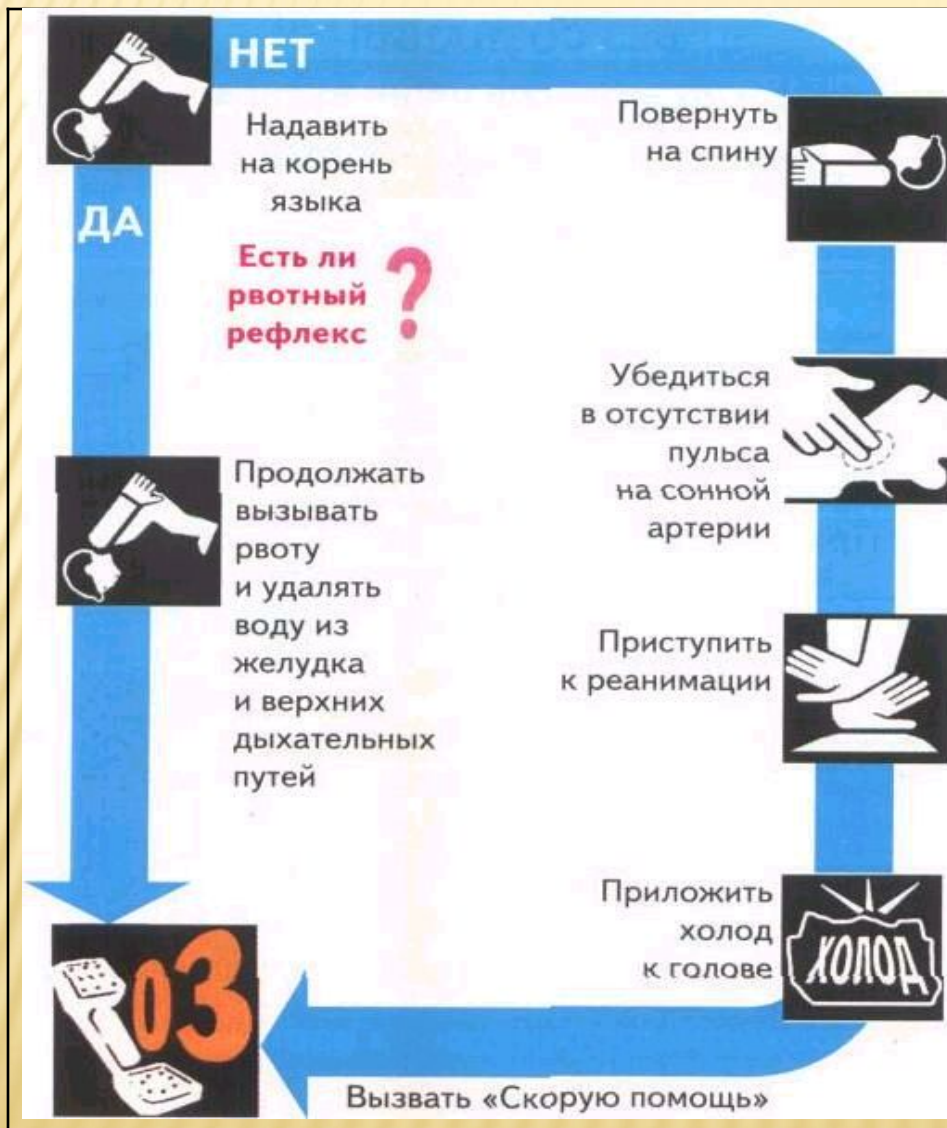 НЕТ
Надавить
на корень
языка
ДА
Есть ли
рвотный
рефлекс ?
Продолжать
вызывать
рвоту
и удалять
воду из
желудка
и верхних
дыхательных
путей
Повернуть
на спину
Убедиться
в отсутствии
пульса
на сонной
артерии
Приступить
к реанимации
Приложить
холод
к голове
ХОЛОД
03
Вызвать «Скорую помощь»